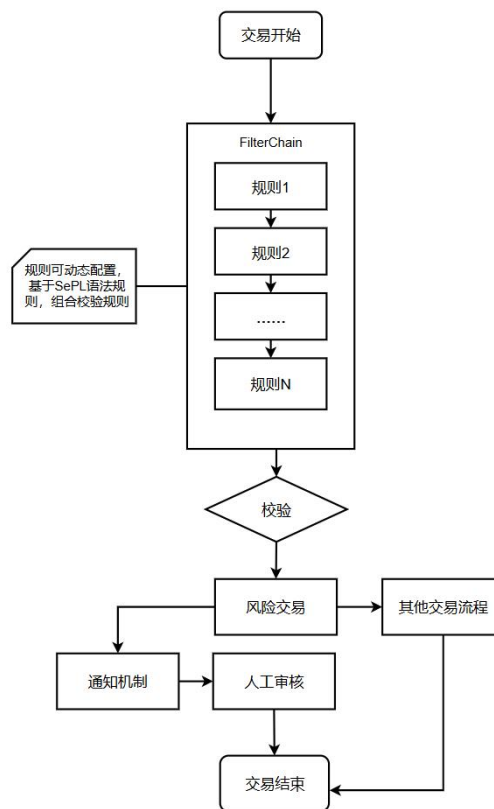 交易开始
FilterChain
规则1
规则2
规则可动态配置,
基于SePL语法规
则，组合校验规则
......
规则N
校验
风险交易
其他交易流程
通知机制
人工审核
交易结束